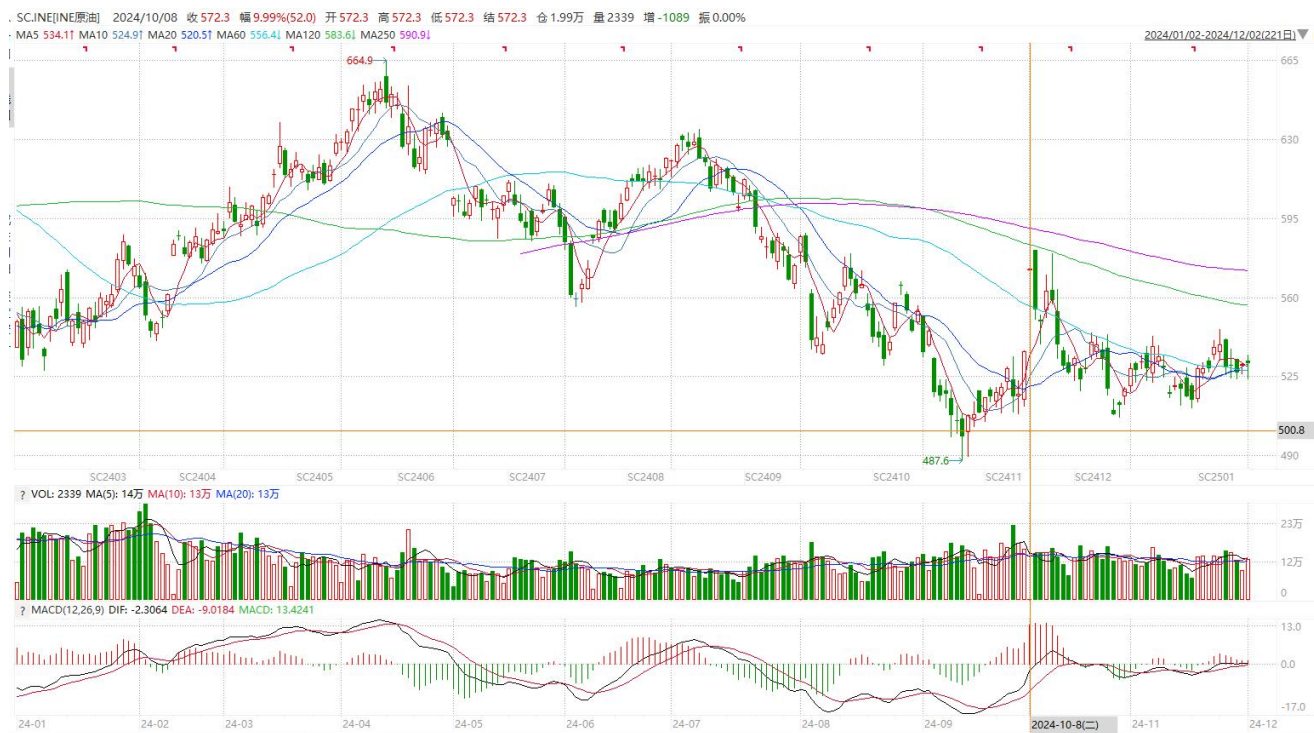 SC.INE[INE原油] 2024/10/08 收 572.3 幅 9.99%(52.0) 开 572.3 高 572.3 低 572.3 结 572.3 仓 1.99万 量 2339 增 -1089 振 0.00%
MA5 534.1↑ MA10 524.9↑ MA20 520.5↑ MA60 556.4↓ MA120 583.6↓ MA250 590.9↓ 2024/01/02-2024/12/02(221日)▼
664.9 665
630
595
560
525
500.8
487.6 490
SC2403 SC2404 SC2405 SC2406 SC2407 SC2408 SC2409 SC2410 SC2411 SC2412 SC2501
? VOL: 2339 MA(5): 14万 MA(10): 13万 MA(20): 13万
23万
12万
0
? MACD(12,26,9) DIF: -2.3064 DEA: -9.0184 MACD: 13.4241
13.0
0.0
-17.0
24-01 24-02 24-03 24-04 24-05 24-06 24-07 24-08 24-09 2024-10-8(二) 24-11 24-12